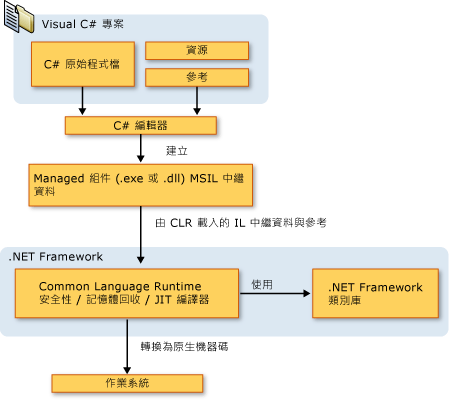 Visual C# 專案
C# 原始程式檔
資源
參考
C# 編輯器
建立
Managed 組件 (.exe 或 .dll) MSIL 中繼
資料
由 CLR 載入的 IL 中繼資料與參考
.NET Framework
Common Language Runtime
安全性 / 記憶體回收 / JIT 編譯器
使用
.NET Framework
類別庫
轉換為原生機器碼
作業系統